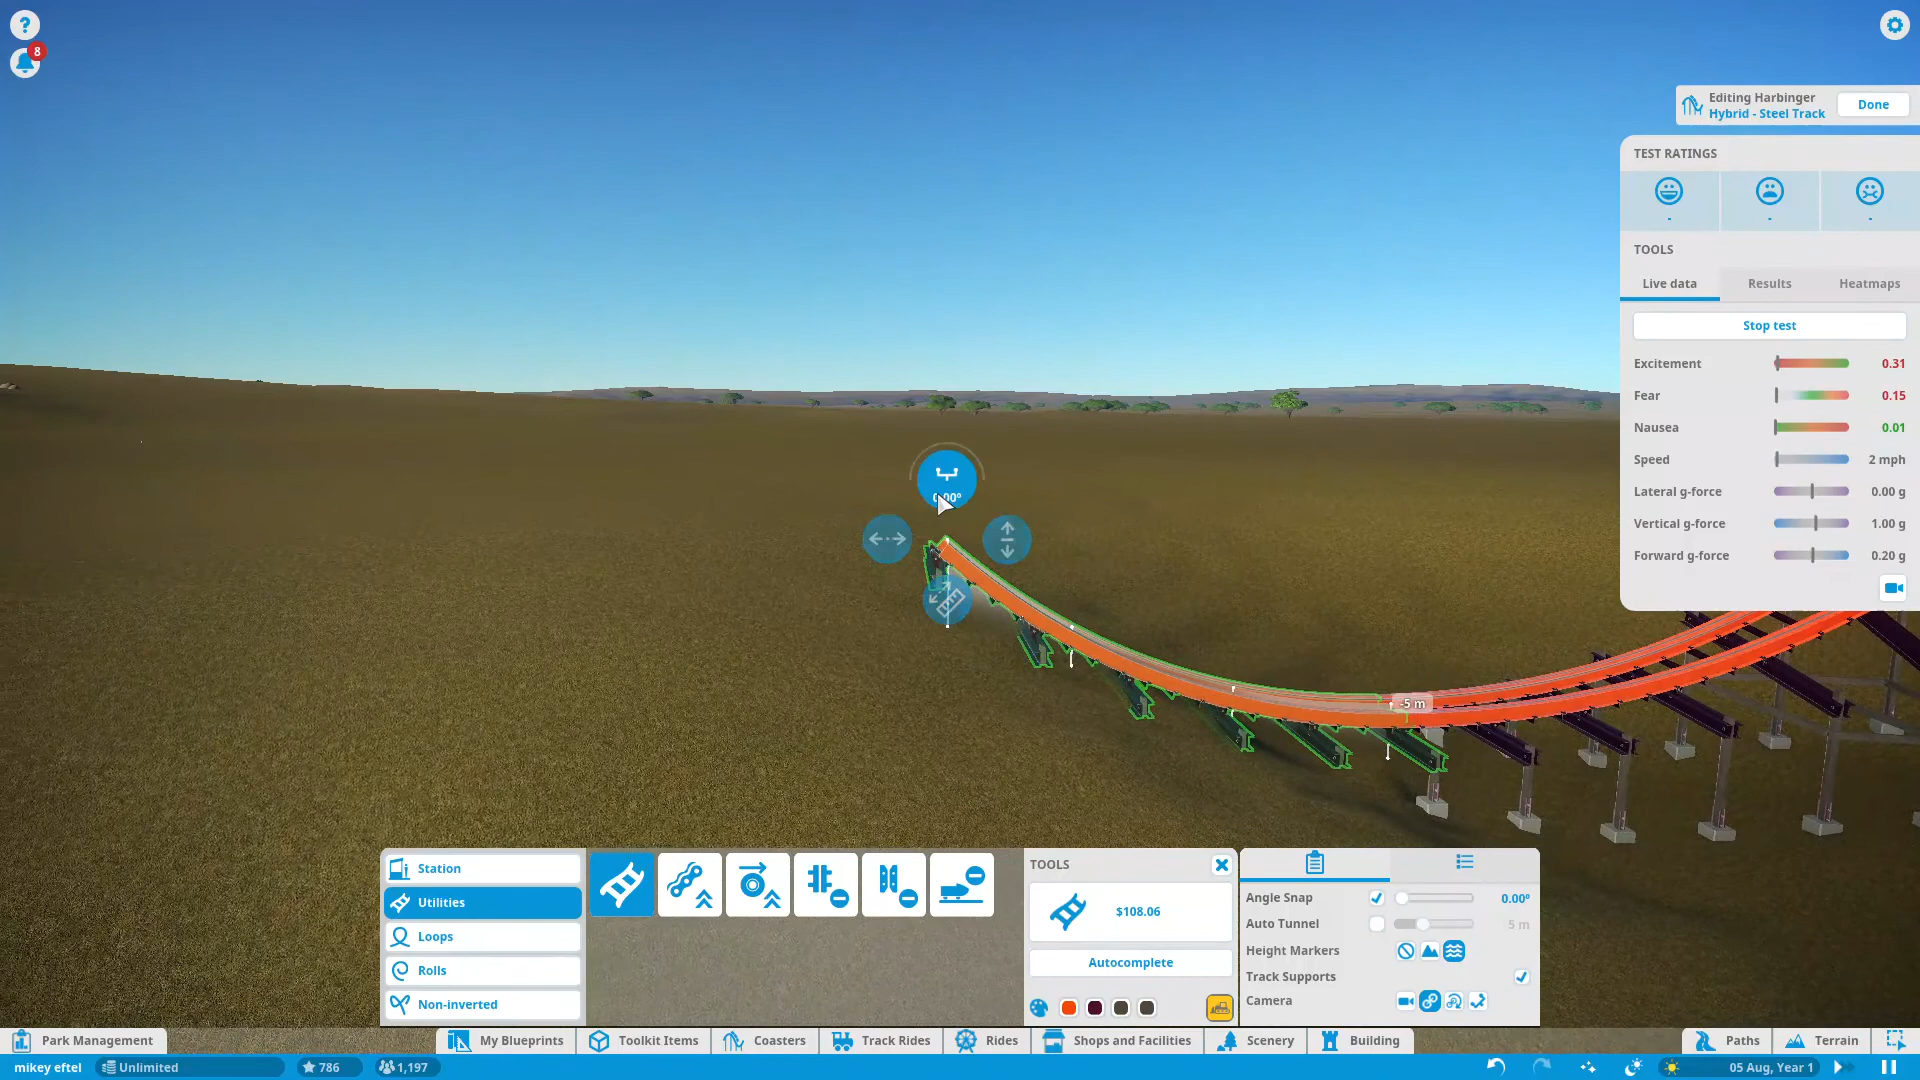 ?
8
Editing Harbinger
Hybrid - Steel Track
Done
TEST RATINGS
- - -
TOOLS
Live data
Results
Heatmaps
Stop test
Excitement 0.31
Fear 0.15
Nausea 0.01
Speed 2 mph
Lateral g-force 0.00 g
Vertical g-force 1.00 g
Forward g-force 0.20 g
-5 m
Station
Utilities
Loops
Rolls
Non-inverted
TOOLS
$108.06
Autocomplete
Angle Snap 0.00º
Auto Tunnel 5 m
Height Markers
Track Supports
Camera
Park Management
My Blueprints
Toolkit Items
Coasters
Track Rides
Rides
Shops and Facilities
Scenery
Building
Paths
Terrain
mikey eftel
Unlimited
786
1,197
05 Aug, Year 1